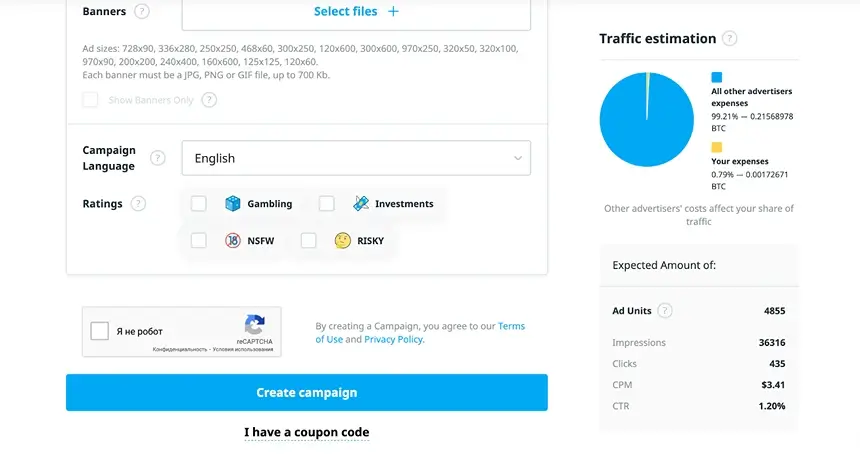 Banners
Select files +
Ad sizes: 728x90, 336x280, 250x250, 468x60, 300x250, 120x600, 300x600, 970x250, 320x50, 320x100,
970x90, 200x200, 240x400, 160x600, 125x125, 120x60.
Each banner must be a JPG, PNG or GIF file, up to 700 Kb.
Show Banners Only
Campaign
Language
English
Ratings
Gambling
Investments
NSFW
RISKY
Я не робот
reCAPTCHA
Конфиденциальность - Условия использования
By creating a Campaign, you agree to our Terms
of Use and Privacy Policy.
Create campaign
I have a coupon code
Traffic estimation
All other advertisers
expenses
99.21% — 0.21568978
BTC
Your expenses
0.79% — 0.00172671
BTC
Other advertisers' costs affect your share of
traffic
Expected Amount of:
Ad Units 4855
Impressions 36316
Clicks 435
CPM $3.41
CTR 1.20%